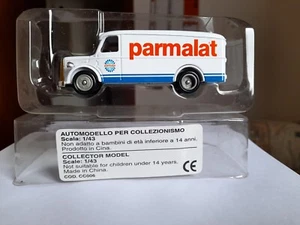 parmalat
AUTOMODELLO PER COLLEZIONISMO
Scala: 1/43
Non adatto a bambini di età inferiore a 14 anni.
Prodotto in Cina.
COLLECTOR MODEL
Scale: 1/43
Not suitable for children under 14 years.
Made in China.
CE